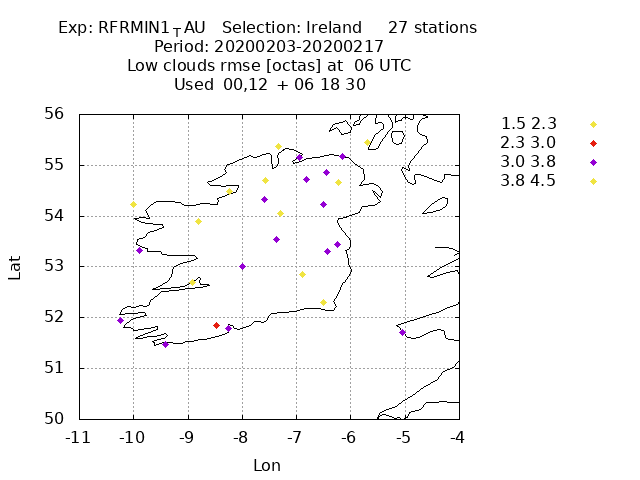 Exp: RFRMIN1_TAU   Selection: Ireland     27 stations
Period: 20200203-20200217
Low clouds rmse [octas] at  06 UTC
Used  00,12  + 06 18 30
1.5 2.3
2.3 3.0
3.0 3.8
3.8 4.5
Lat
56
55
54
53
52
51
50
-11 -10 -9 -8 -7 -6 -5 -4
Lon